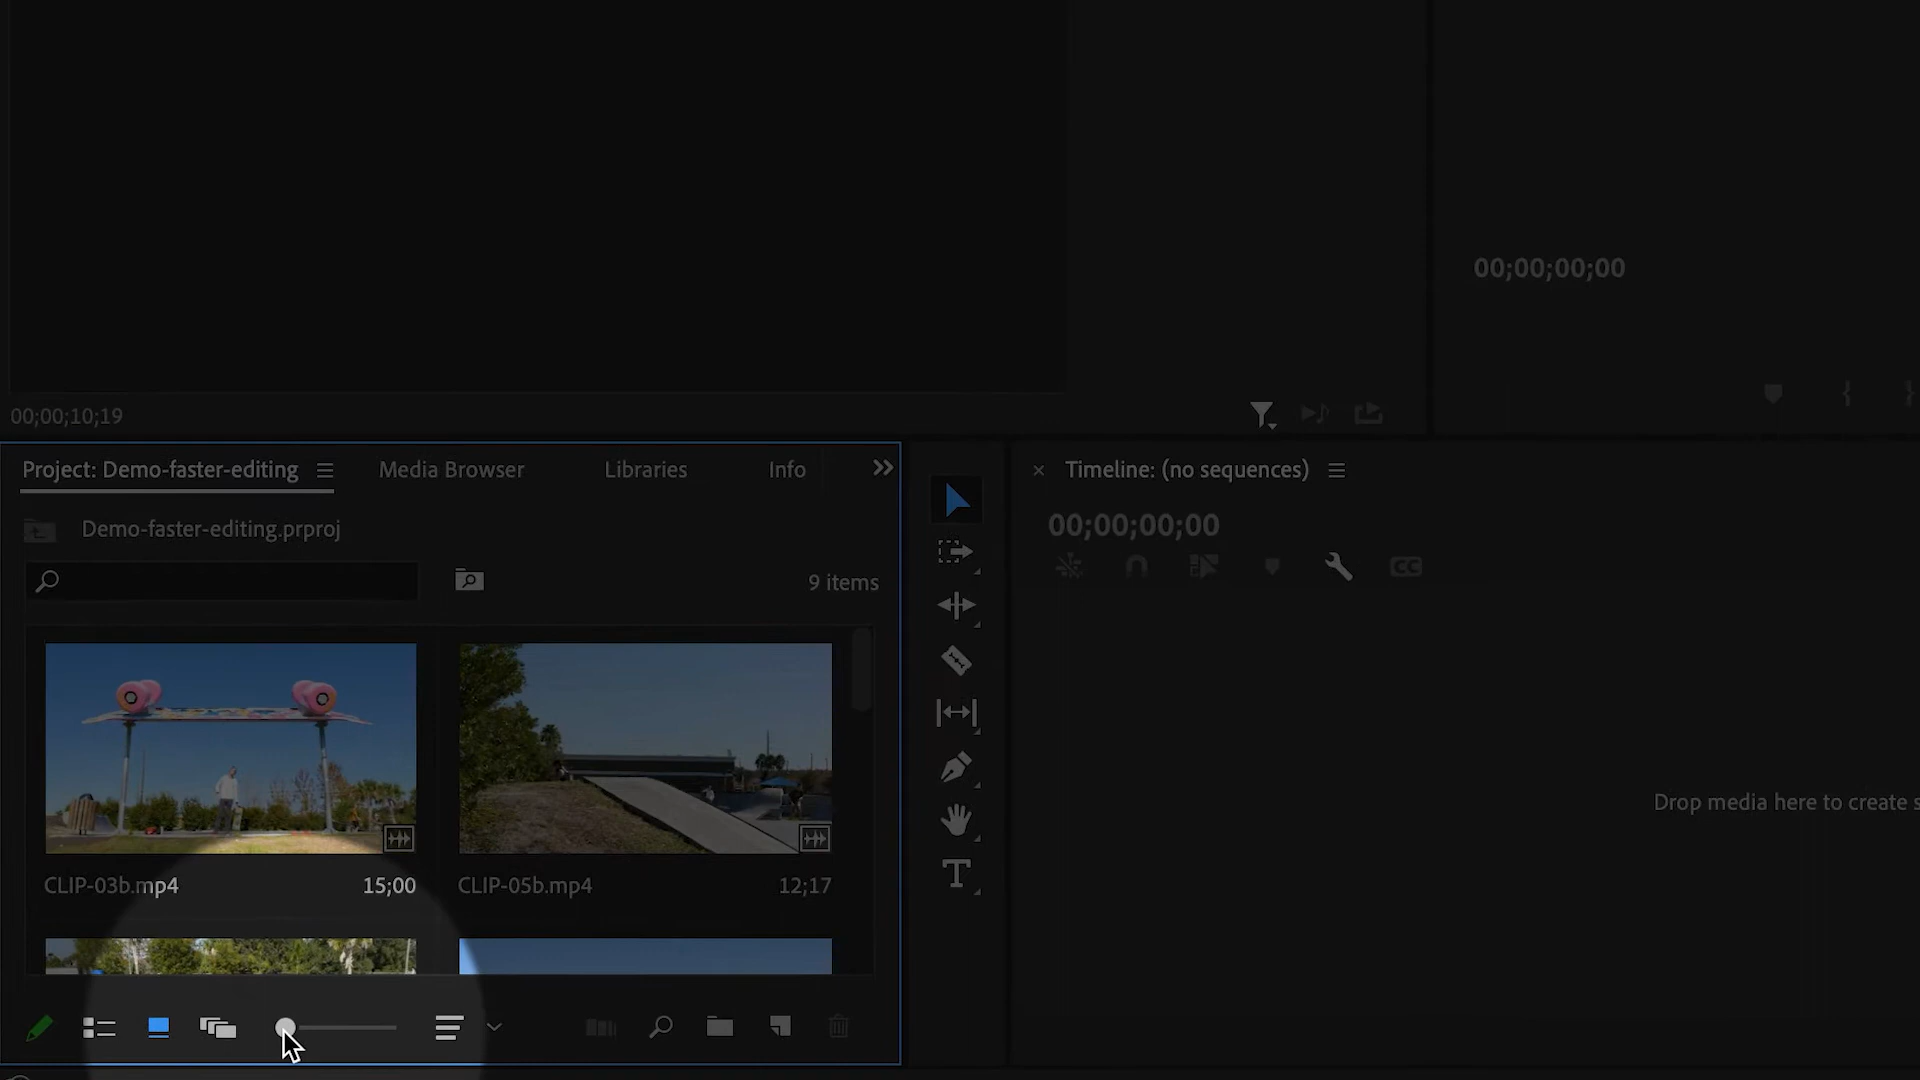 00;00;00;00
00;00;10;19
Project: Demo-faster-editing
Media Browser
Libraries
Info
Timeline: (no sequences)
Demo-faster-editing.prproj
00;00;00;00
9 items
CC
CLIP-03b.mp4
15;00
CLIP-05b.mp4
12;17
Drop media here to create s